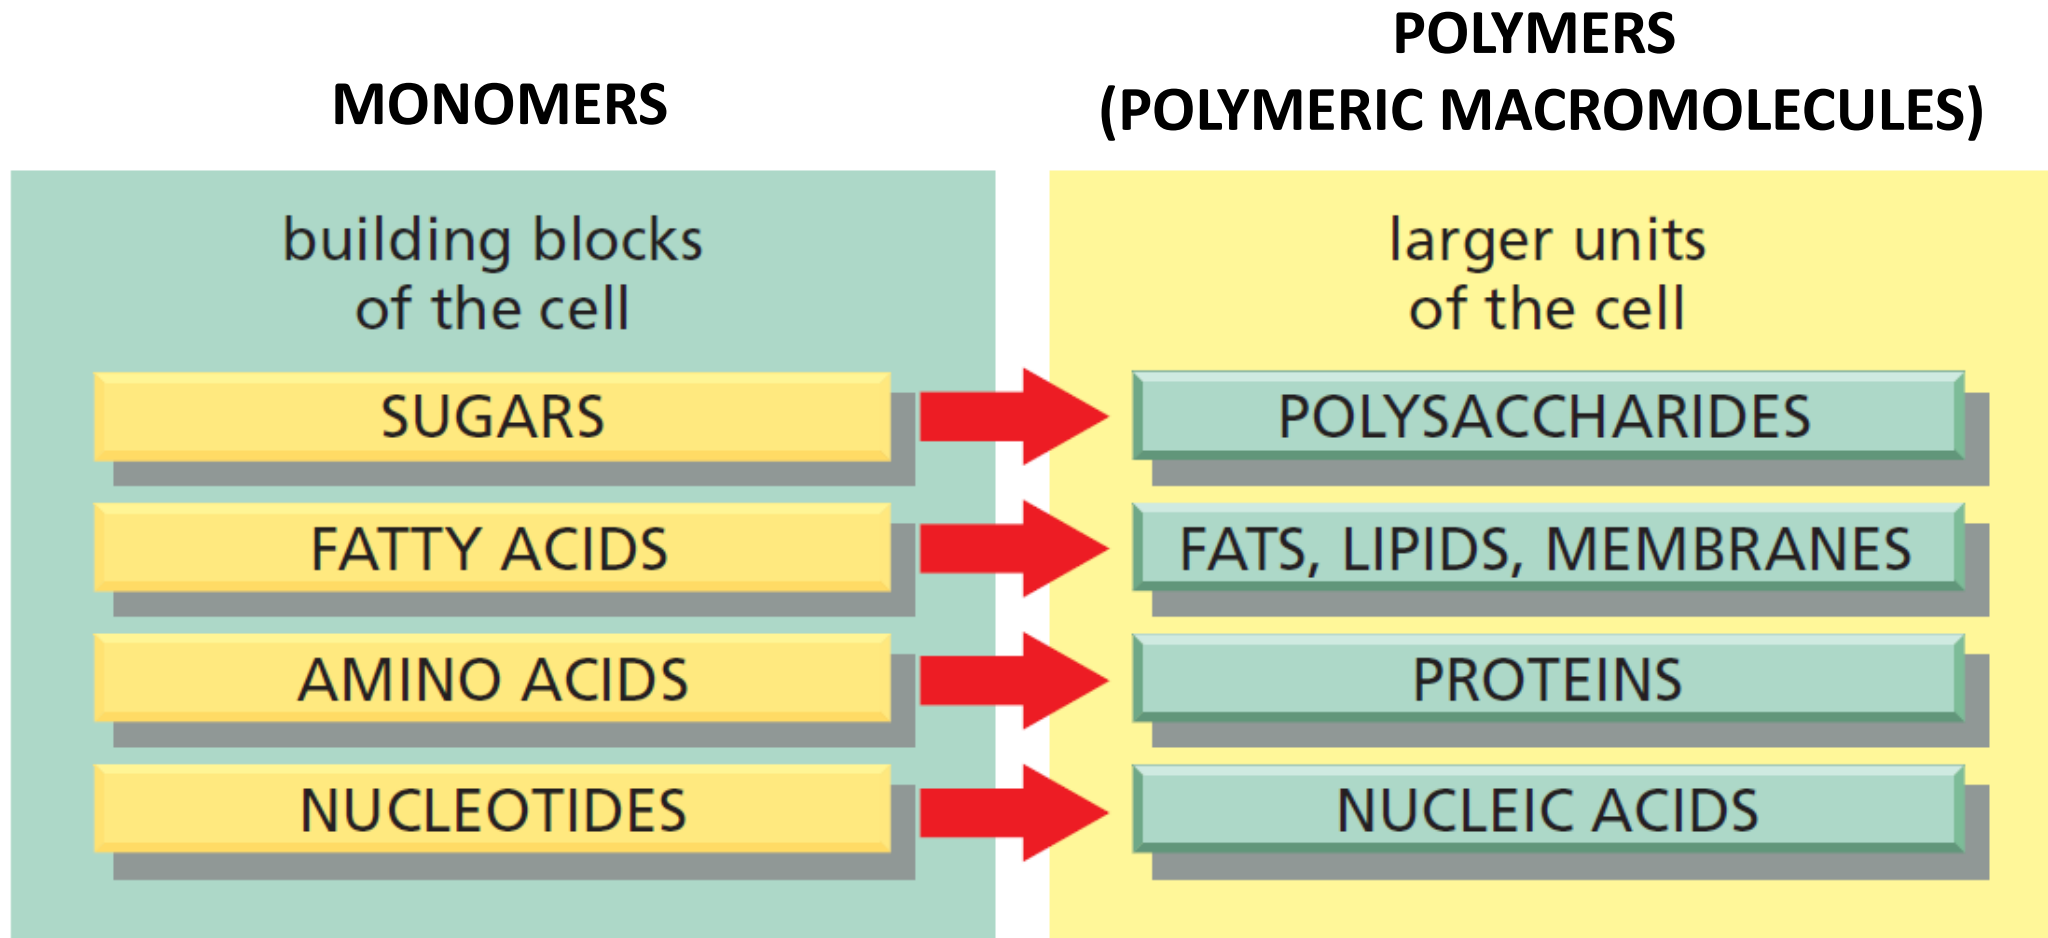 MONOMERS
POLYMERS
(POLYMERIC MACROMOLECULES)
building blocks
of the cell
larger units
of the cell
SUGARS
POLYSACCHARIDES
FATTY ACIDS
FATS, LIPIDS, MEMBRANES
AMINO ACIDS
PROTEINS
NUCLEOTIDES
NUCLEIC ACIDS